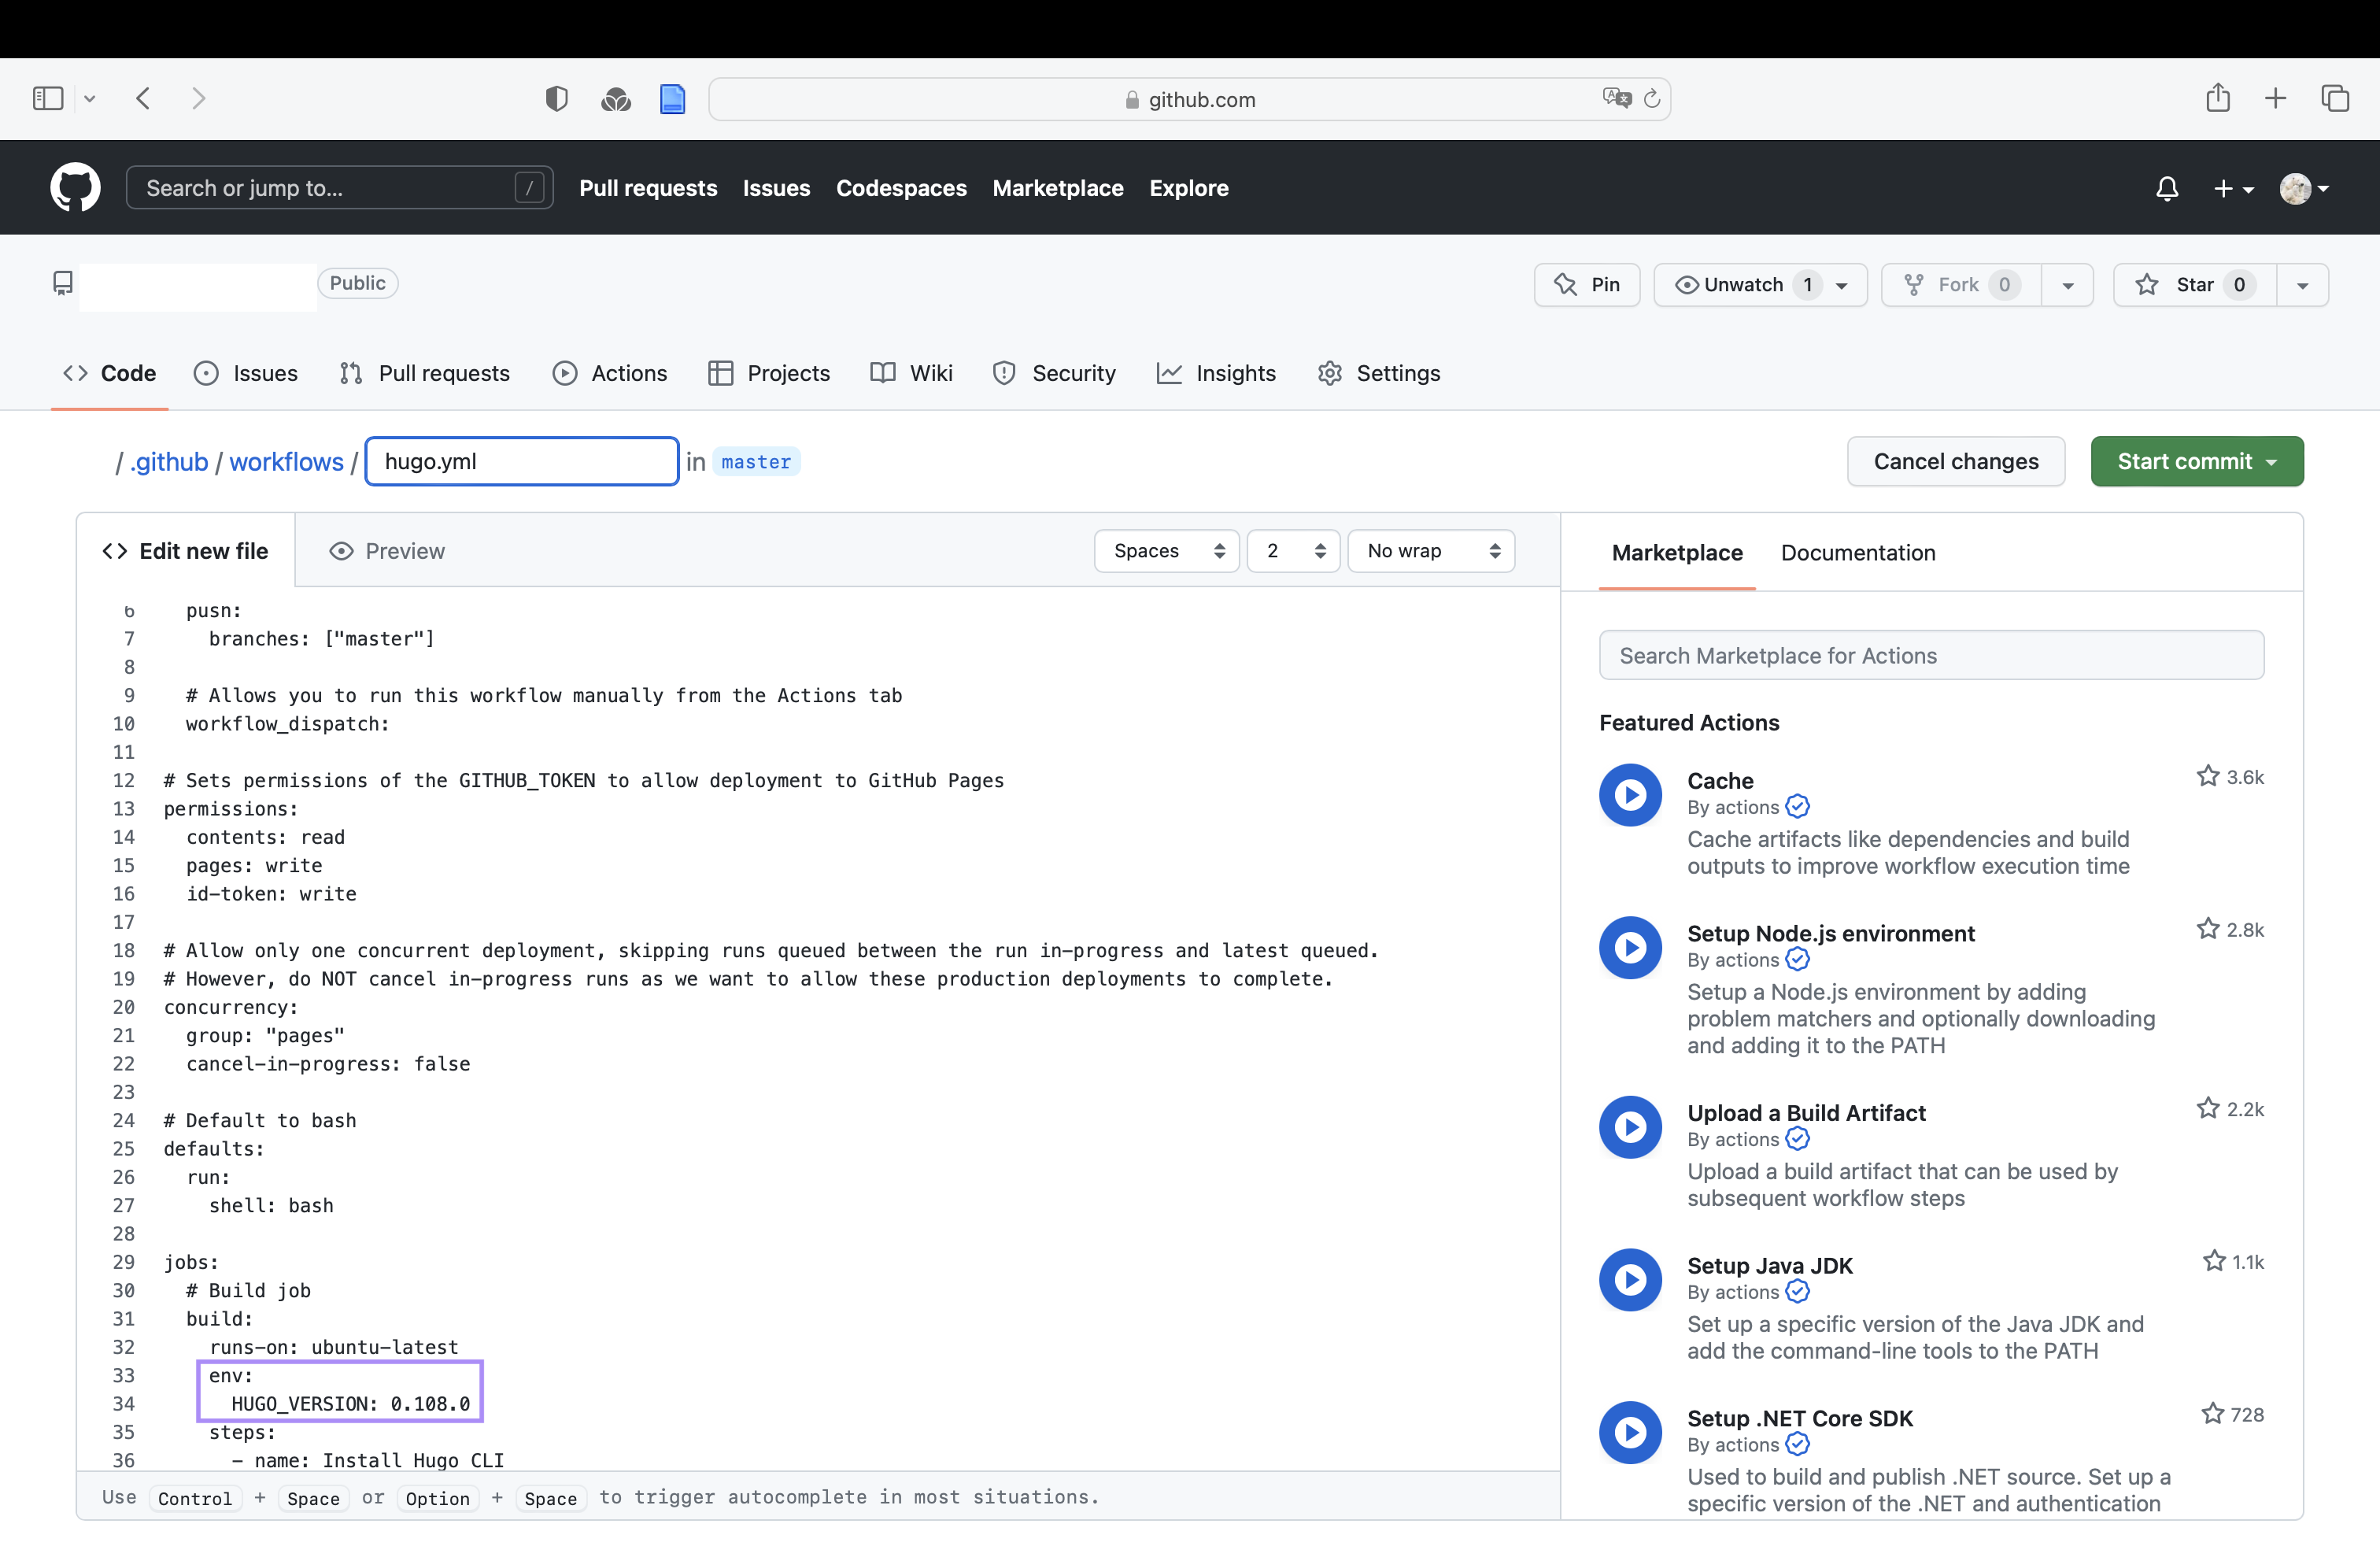 github.com
Search or jump to... /
Pull requests Issues Codespaces Marketplace Explore
Public
Pin Unwatch 1 Fork 0 Star 0
Code Issues Pull requests Actions Projects Wiki Security Insights Settings
/ .github / workflows / hugo.yml in master
Cancel changes Start commit
Edit new file Preview
Spaces 2 No wrap
6 push:
7 branches: ["master"]
8
9 # Allows you to run this workflow manually from the Actions tab
10 workflow_dispatch:
11
12 # Sets permissions of the GITHUB_TOKEN to allow deployment to GitHub Pages
13 permissions:
14 contents: read
15 pages: write
16 id-token: write
17
18 # Allow only one concurrent deployment, skipping runs queued between the run in-progress and latest queued.
19 # However, do NOT cancel in-progress runs as we want to allow these production deployments to complete.
20 concurrency:
21 group: "pages"
22 cancel-in-progress: false
23
24 # Default to bash
25 defaults:
26 run:
27 shell: bash
28
29 jobs:
30 # Build job
31 build:
32 runs-on: ubuntu-latest
33 env:
34 HUGO_VERSION: 0.108.0
35 steps:
36 - name: Install Hugo CLI
Use Control + Space or Option + Space to trigger autocomplete in most situations.
Marketplace Documentation
Search Marketplace for Actions
Featured Actions
Cache 3.6k
By actions
Cache artifacts like dependencies and build
outputs to improve workflow execution time
Setup Node.js environment 2.8k
By actions
Setup a Node.js environment by adding
problem matchers and optionally downloading
and adding it to the PATH
Upload a Build Artifact 2.2k
By actions
Upload a build artifact that can be used by
subsequent workflow steps
Setup Java JDK 1.1k
By actions
Set up a specific version of the Java JDK and
add the command-line tools to the PATH
Setup .NET Core SDK 728
By actions
Used to build and publish .NET source. Set up a
specific version of the .NET and authentication